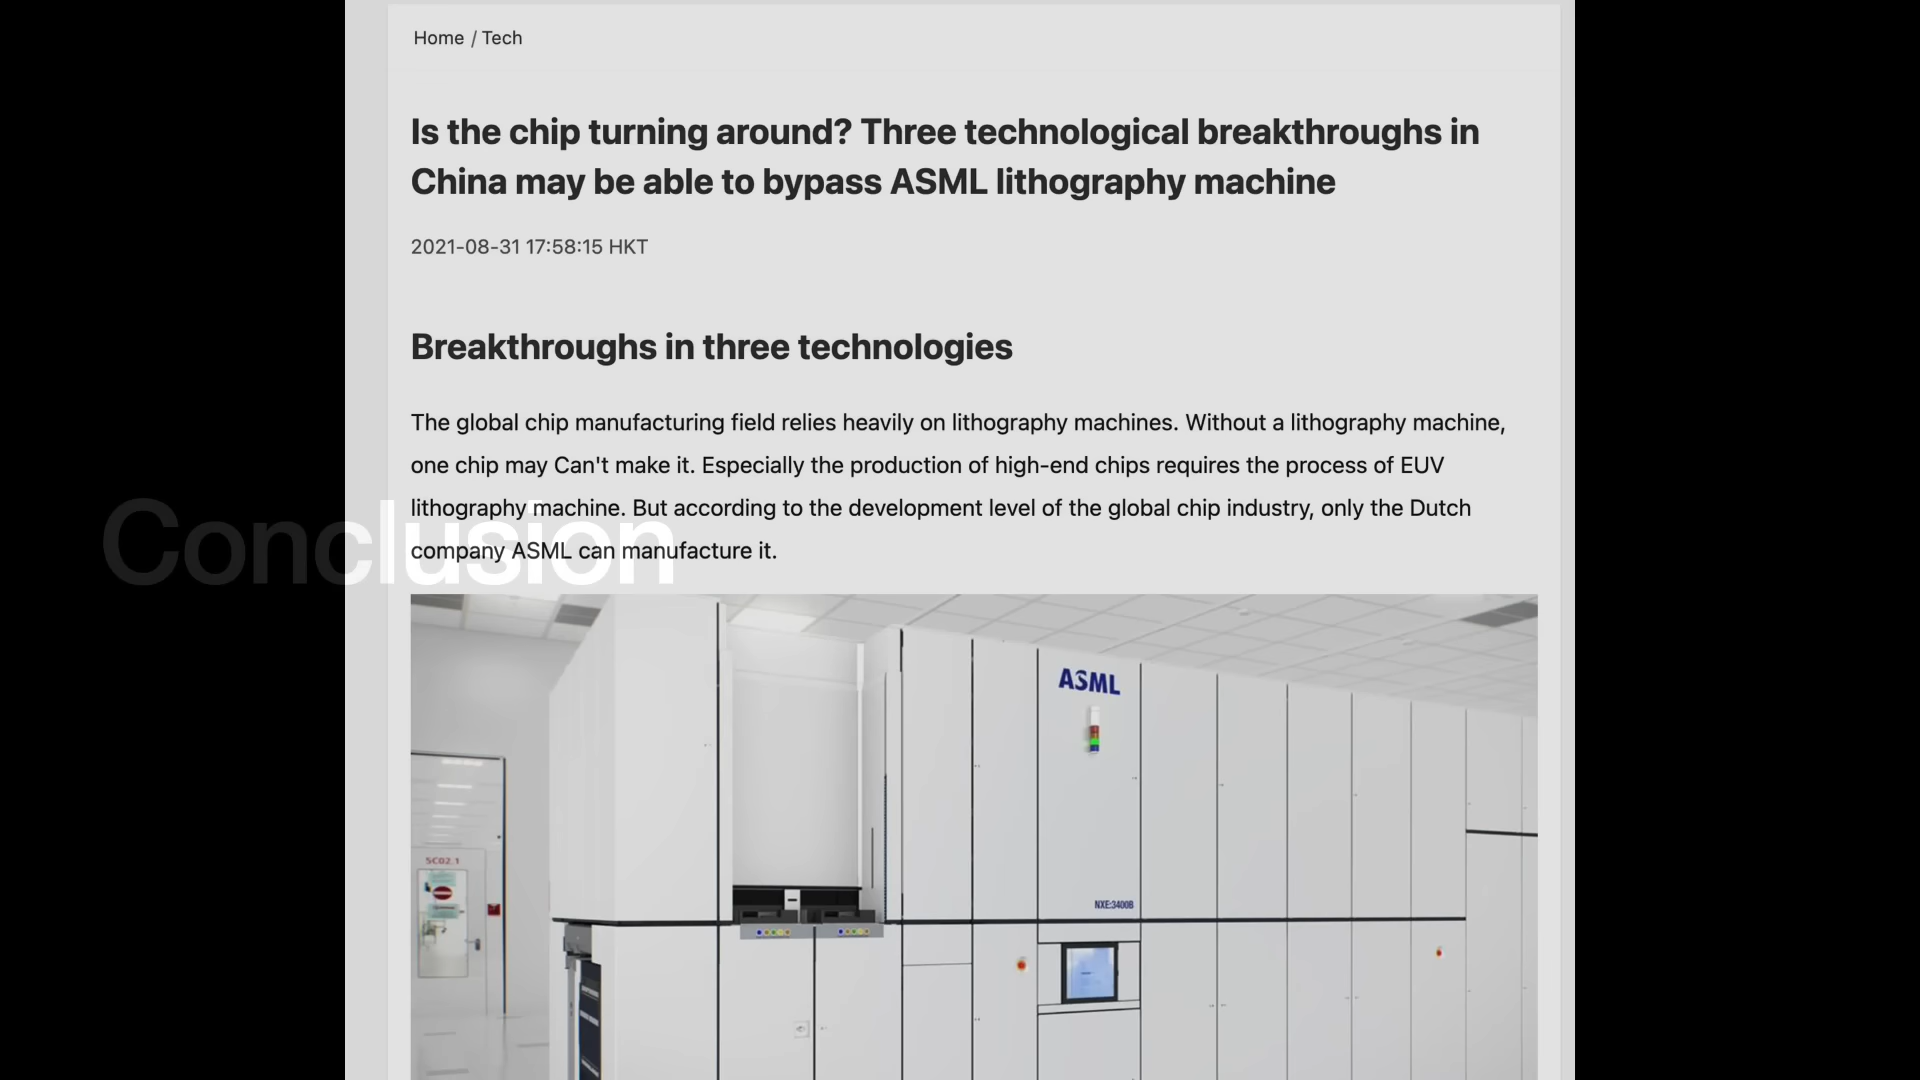 Home / Tech
Is the chip turning around? Three technological breakthroughs in
China may be able to bypass ASML lithography machine
2021-08-31 17:58:15 HKT
Breakthroughs in three technologies
The global chip manufacturing field relies heavily on lithography machines. Without a lithography machine,
one chip may Can't make it. Especially the production of high-end chips requires the process of EUV
lithography machine. But according to the development level of the global chip industry, only the Dutch
company ASML can manufacture it.
Conclusion
ASML
NXE:3400B
SC02.1